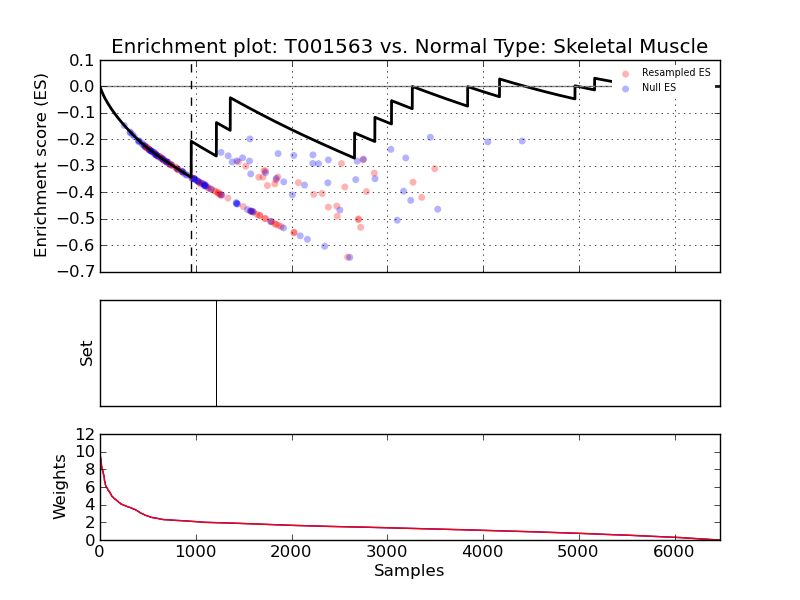 Enrichment plot: T001563 vs. Normal Type: Skeletal Muscle
Enrichment score (ES)
0.1
0.0
−0.1
−0.2
−0.3
−0.4
−0.5
−0.6
−0.7
Resampled ES
Null ES
Set
Weights
12
10
8
6
4
2
0
0 1000 2000 3000 4000 5000 6000
Samples